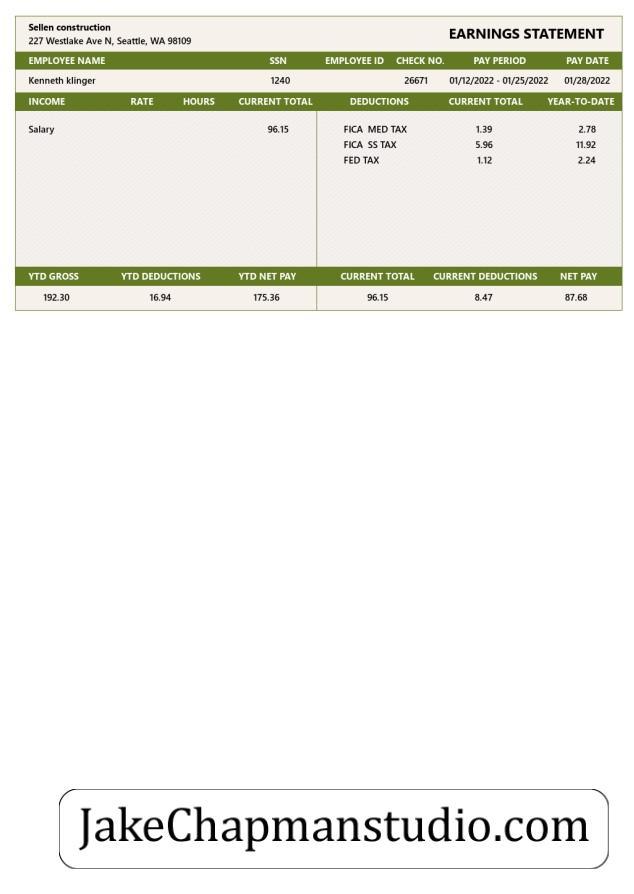 Sellen construction
227 Westlake Ave N, Seattle, WA 98109
EARNINGS STATEMENT
EMPLOYEE NAME SSN EMPLOYEE ID CHECK NO. PAY PERIOD PAY DATE
Kenneth klinger 1240 26671 01/12/2022 - 01/25/2022 01/28/2022
INCOME RATE HOURS CURRENT TOTAL DEDUCTIONS CURRENT TOTAL YEAR-TO-DATE
Salary 96.15 FICA MED TAX 1.39 2.78
FICA SS TAX 5.96 11.92
FED TAX 1.12 2.24
YTD GROSS YTD DEDUCTIONS YTD NET PAY CURRENT TOTAL CURRENT DEDUCTIONS NET PAY
192.30 16.94 175.36 96.15 8.47 87.68
JakeChapmanstudio.com